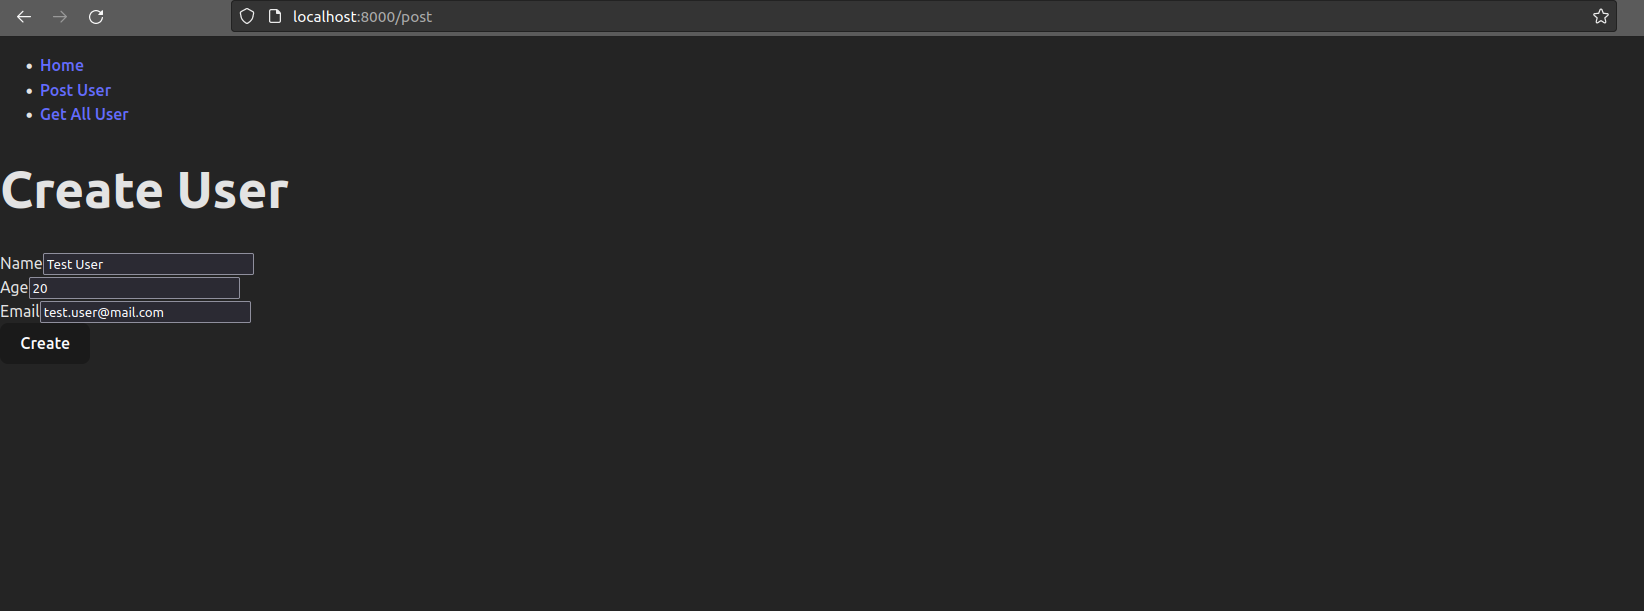 localhost:8000/post
• Home
• Post User
• Get All User
Create User
Name Test User
Age 20
Email test.user@mail.com
Create